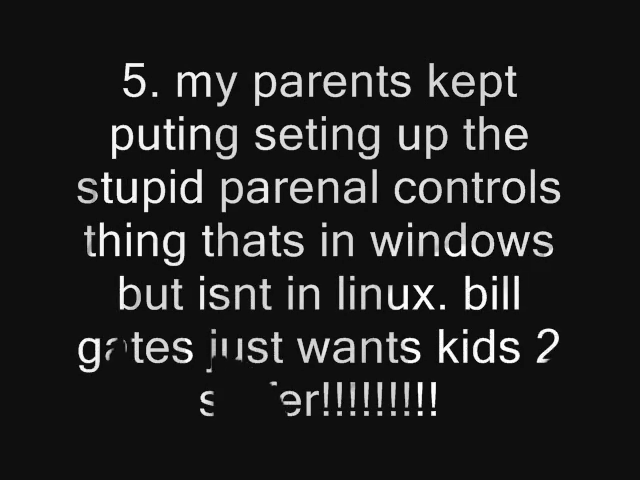 5. my parents kept
puting seting up the
stupid parenal controls
thing thats in windows
but isnt in linux. bill
gates just wants kids 2